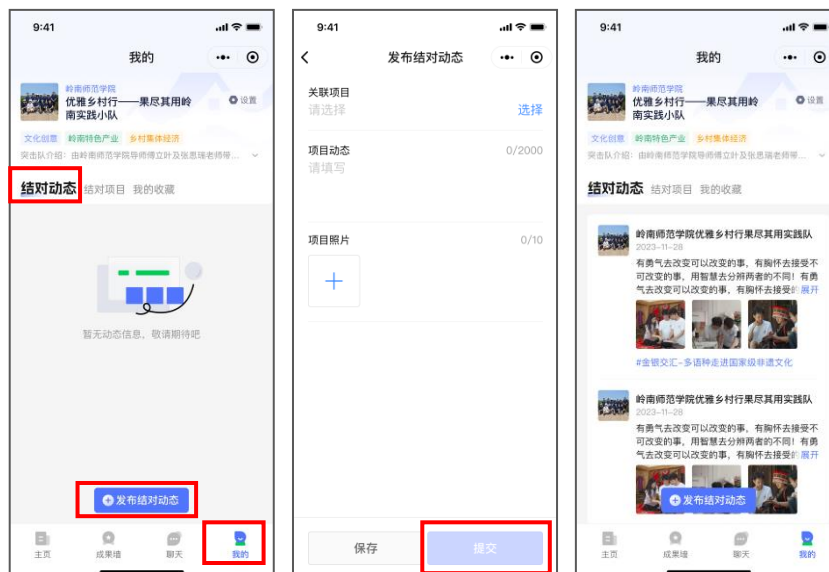 9:41
我的
岭南师范学院
优雅乡村行——果尽其用岭
南实践小队
设置
文化创意 岭南特色产业 乡村集体经济
突击队介绍：由岭南师范学院导师傅立叶及张思瑞老师带...
结对动态 结对项目 我的收藏
暂无动态信息，敬请期待吧
发布结对动态
主页 成果墙 聊天 我的
9:41
发布结对动态
关联项目
请选择 选择
项目动态 0/2000
请填写
项目照片 0/10
保存 提交
9:41
我的
岭南师范学院
优雅乡村行——果尽其用岭
南实践小队
设置
文化创意 岭南特色产业 乡村集体经济
突击队介绍：由岭南师范学院导师傅立叶及张思瑞老师带...
结对动态 结对项目 我的收藏
岭南师范学院优雅乡村行果尽其用实践队
2023-11-28
有勇气去改变可以改变的事，有胸怀去接受不
可改变的事，用智慧去分辨两者的不同！有勇
气去改变可以改变的事，有胸怀去接受 展开
#金银交汇-多语种走进国家级非遗文化
岭南师范学院优雅乡村行果尽其用实践队
2023-11-28
有勇气去改变可以改变的事，有胸怀去接受不
可改变的事，用智慧去分辨两者的不同！有勇
气去改变可以改变的事，有胸怀去接受 展开
发布结对动态
主页 成果墙 聊天 我的